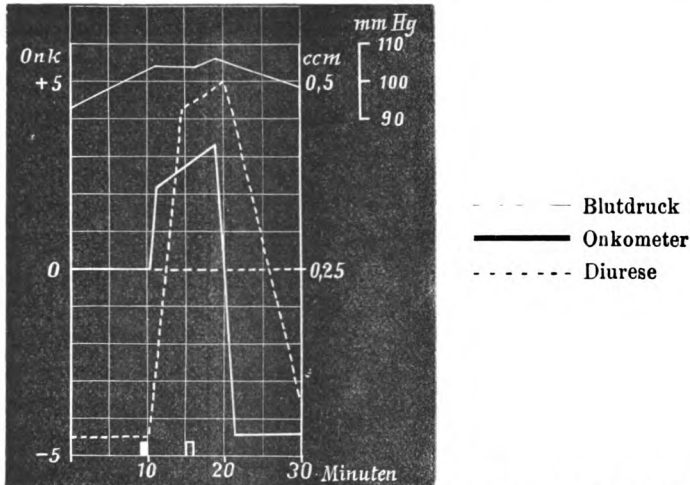 mm Hg
Onk ccm 110
+5 0,5 100
90
Blutdruck
Onkometer
0 0,25
Diurese
-5
10 20 30 Minuten